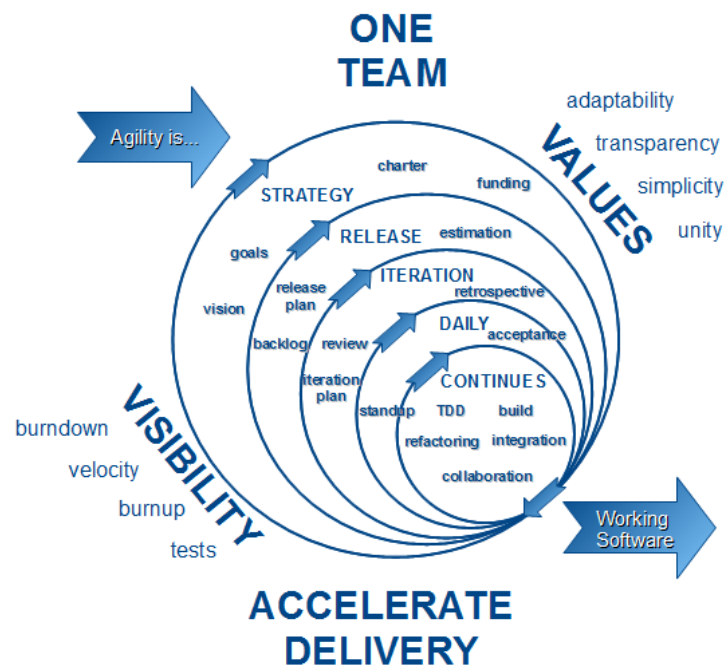 ONE
TEAM
Agility is...
adaptability
transparency
simplicity
unity
VALUES
charter
funding
STRATEGY
goals
vision
RELEASE
estimation
release
plan
backlog
ITERATION
retrospective
review
iteration
plan
DAILY
acceptance
standup
CONTINUES
TDD
build
refactoring
integration
collaboration
VISIBILITY
burndown
velocity
burnup
tests
Working
Software
ACCELERATE
DELIVERY